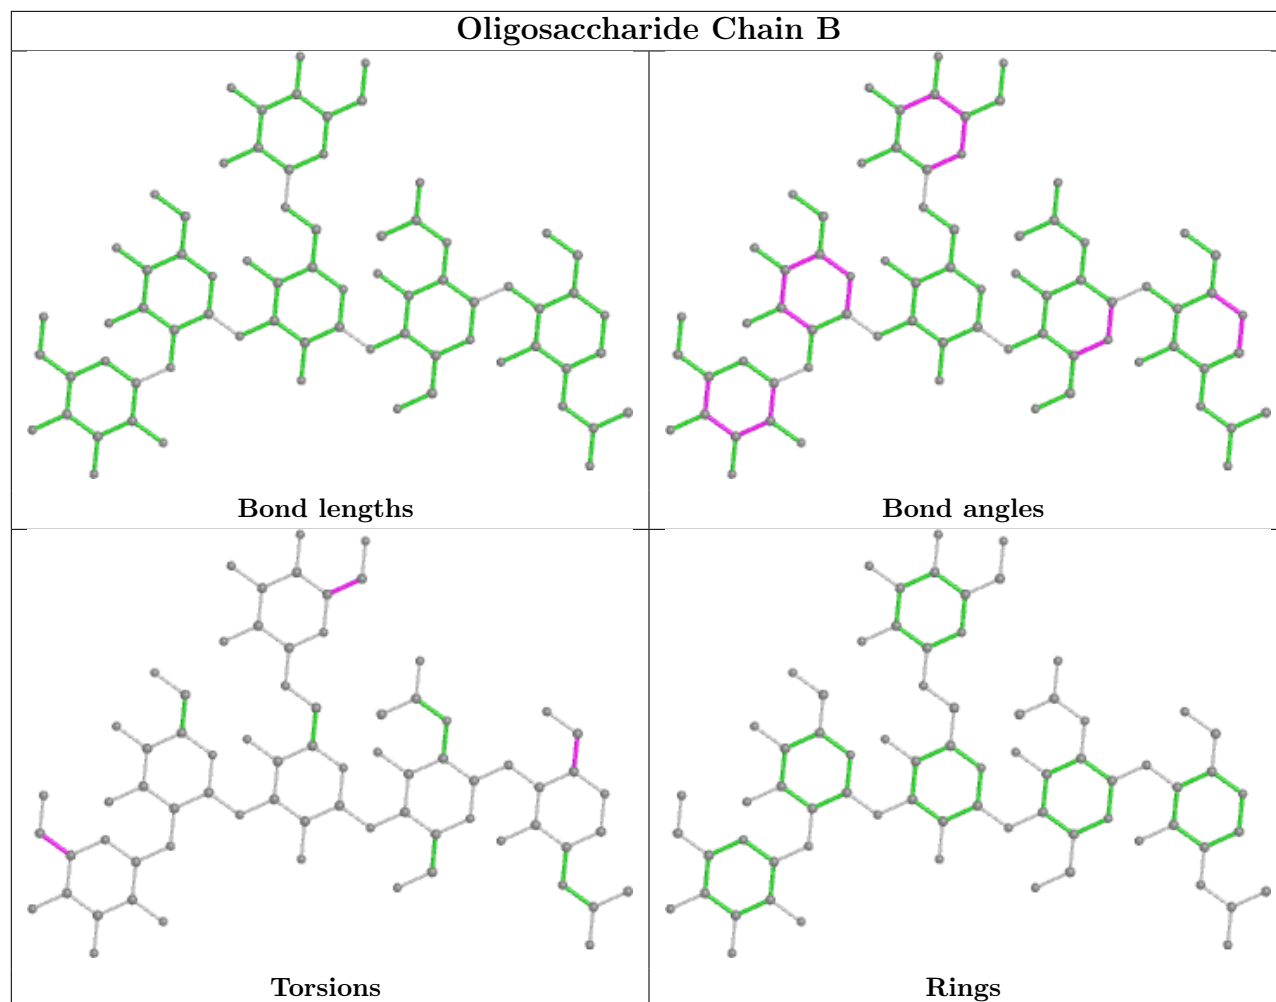 Oligosaccharide Chain B
Bond lengths
Bond angles
Torsions
Rings